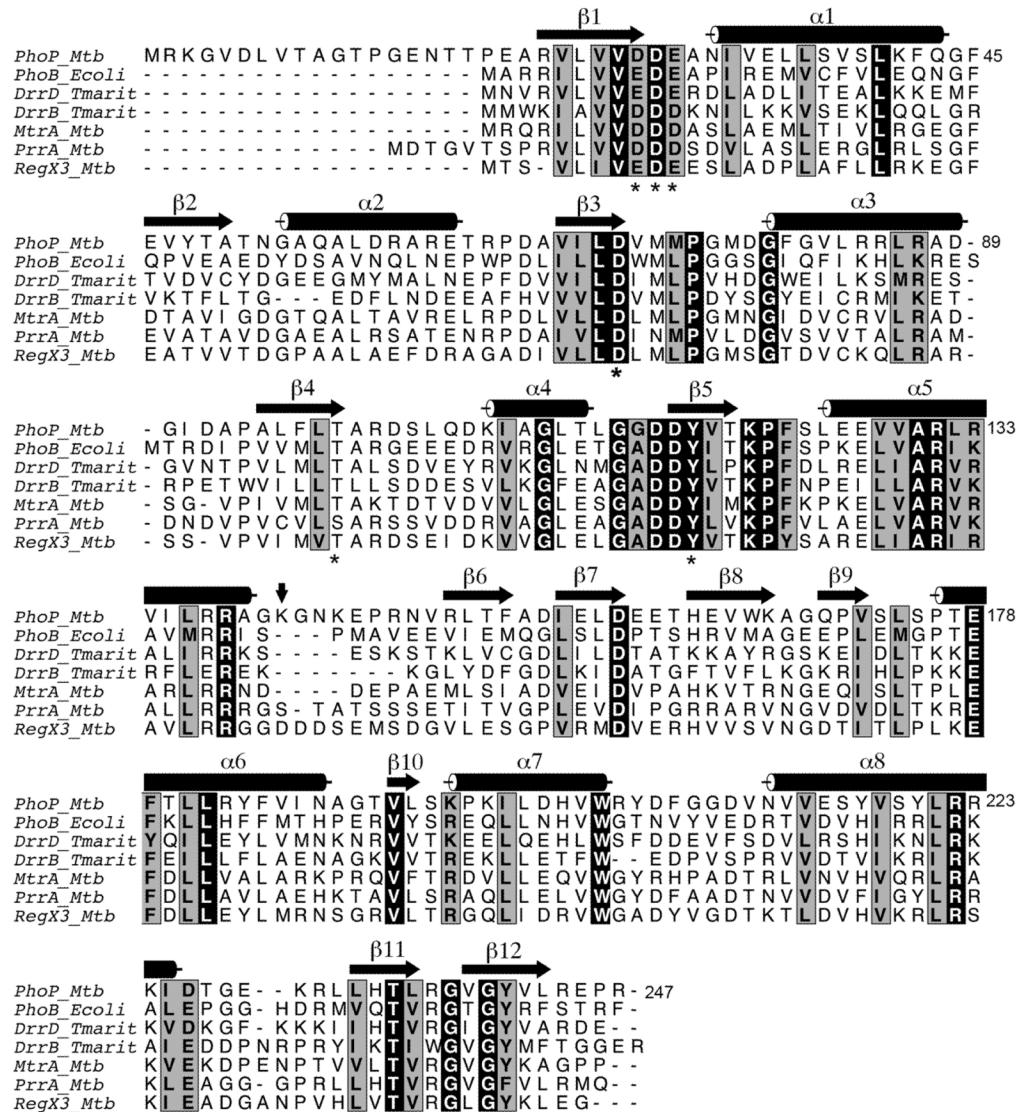 β1 α1
PhoP_Mtb MRKGVDLVTAGTPGENTTPEARVLVVDDEANIVELLSVSLKFQGF 45
PhoB_Ecoli ------------------MARRILVVEDEAPIREMVCFVLEQNGF
DrrD_Tmarit ------------------MNVRVLVVEDERDLADLITEALKKEMF
DrrB_Tmarit ------------------MMWKIAVVDDDKNILKKVSEKLQQLGR
MtrA_Mtb ------------------MRQRILVVDDDASLAEMLTIVLRGEGF
PrrA_Mtb -------------MDTGVTSPRVLVVDDDSDVLASLERGLRLSGF
RegX3_Mtb ------------------MTS-VLIVEDEESLADPLAFLLRKEGF
* * *
β2 α2 β3 α3
PhoP_Mtb EVYTATNGAQALDRARETRPDAVILDVMMPGMDGFGVLRRLRAD- 89
PhoB_Ecoli QPVEAEDYDSAVNQLNEPWPDLILLDWMLPGGSGIQFIKHLKRES
DrrD_Tmarit TVDVCYDGEEGMYMALNEPFDVVILDIMLPVHDGWEILKSMRES-
DrrB_Tmarit VKTFLTG---EDFLNDEEAFHVVVLDVMLPDYSGYEICRMIKET-
MtrA_Mtb DTAVIGDGTQALTAVRELRPDLVLLDLMLPGMNGIDVCRVLRAD-
PrrA_Mtb EVATAVDGAEALRSATENRPDAIVLDINMPVLDGVSVVTALRAM-
RegX3_Mtb EATVVTDGPAALAEFDRAGADIVLLDLMLPGMSGTDVCKQLRAR-
*
β4 α4 β5 α5
PhoP_Mtb -GIDAPALFLTARDSLQDKIAGLTLGGDDYVTKPFSLEEVVARLR 133
PhoB_Ecoli MTRDIPVVMLTARGEEEDRVRGLETGADDYITKPFSPKELVARIK
DrrD_Tmarit -GVNTPVLMLTALSDVEYRVKGLNMGADDYLPKPFDLRELIARVR
DrrB_Tmarit -RPETWVILLTLLSDDESVLKGFEAGADDYVTKPFNPEILLARVK
MtrA_Mtb -SG-VPIVMLTAKTDTVDVVLGLESGADDYIMKPFKPKELVARVR
PrrA_Mtb -DNDVPVCVLSARSSVDDRVAGLEAGADDYLVKPFVLAELVARVK
RegX3_Mtb -SS-VPVIMVTARDSEIDKVVGLELGADDYVTKPYSARELIARIR
* *
β6 β7 β8 β9
PhoP_Mtb VILRRAGKGNKEPRNVRLTFADIELDEETHEVWKAGQPVSLSPTE 178
PhoB_Ecoli AVMRRIS---PMAVEEVIEMQGLSLDPTSHRVMAGEEPLEMGPTE
DrrD_Tmarit ALIRRKS----ESKSTKLVCGDLILDTATKKAYRGSKEIDLTKKE
DrrB_Tmarit RFLEREK-------KGLYDFGDLKIDATGFTVFLKGKRIHLPKKE
MtrA_Mtb ARLRRND----DEPAEMLSIADVEIDVPAHKVTRNGEQISLTPLE
PrrA_Mtb ALLRRRGS-TATSSSETITVGPLEVDIPGRRARVNGVDVDLTKRE
RegX3_Mtb AVLRRGGDDDSEMSDGVLESGPVRMDVERHVVSVNGDTITLPLKE
α6 β10 α7 α8
PhoP_Mtb FTLLRYFVINAGTVLSKPKILDHVWRYDFGGDVNVVESYVSYLRR 223
PhoB_Ecoli FKLLHFFMTHPERVYSREQLLNHVWGTNVYVEDRTVDVHIRRLRK
DrrD_Tmarit YQILEYLVMNKNRVVTKEELQEHLWSFDDEVFSDVLRSHIKNLRK
DrrB_Tmarit FEILLFLAENAGKVVTREKLLETFW--EDPVSPRVVDTVIKRIRK
MtrA_Mtb FDLLVALARKPRQVFTRDVLLEQVWGYRHPADTRLVNVHVQRLRA
PrrA_Mtb FDLLAVLAEHKTAVLSRAQLLELVWGYDFAADTNVVDVFIGYLRR
RegX3_Mtb FDLLEYLMRNSGRVLTRGQLIDRVWGADYVGDTKTLDVHVKRLRS
β11 β12
PhoP_Mtb KIDTGE--KRLLHTLRGVGYVLREPR- 247
PhoB_Ecoli ALEPGG-HDRMVQTVRGTGYRFSTRF-
DrrD_Tmarit KVDKGF-KKKIIHTVRGIGYVARDE--
DrrB_Tmarit AIEDDPNRPRYIKTIWGVGYMFTGGER
MtrA_Mtb KVEKDPENPTVVLTVRGVGYKAGPP--
PrrA_Mtb KLEAGG-GPRLLHTVRGVGFVLRMQ--
RegX3_Mtb KIEADGANPVHLVTVRGLGYKLEG---